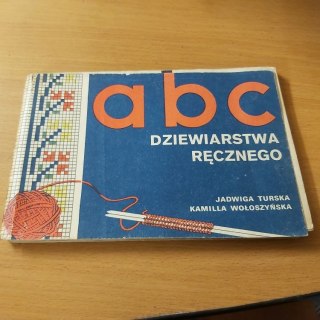 abc
DZIEWIARSTWA
RĘCZNEGO
JADWIGA TURSKA
KAMILLA WOŁOSZYŃSKA